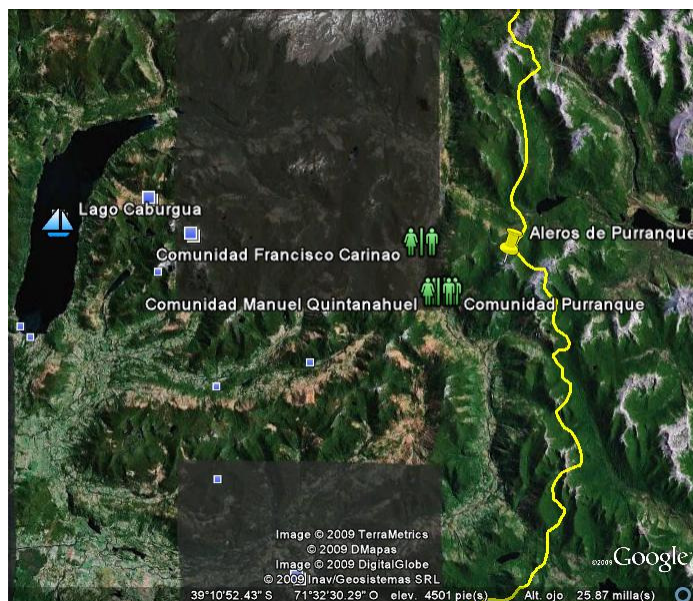 Lago Caburgua
Aleros de Purranque
Comunidad Francisco Carinao
Comunidad Manuel Quintanahuel
Comunidad Purranque
Image © 2009 TerraMetrics
© 2009 DMapas
Image © 2009 DigitalGlobe
© 2009 Inav/Geosistemas SRL
©2009 Google
39°10'52.43" S 71°32'30.29" O elev. 4501 pie(s) Alt. ojo 25.87 milla(s)